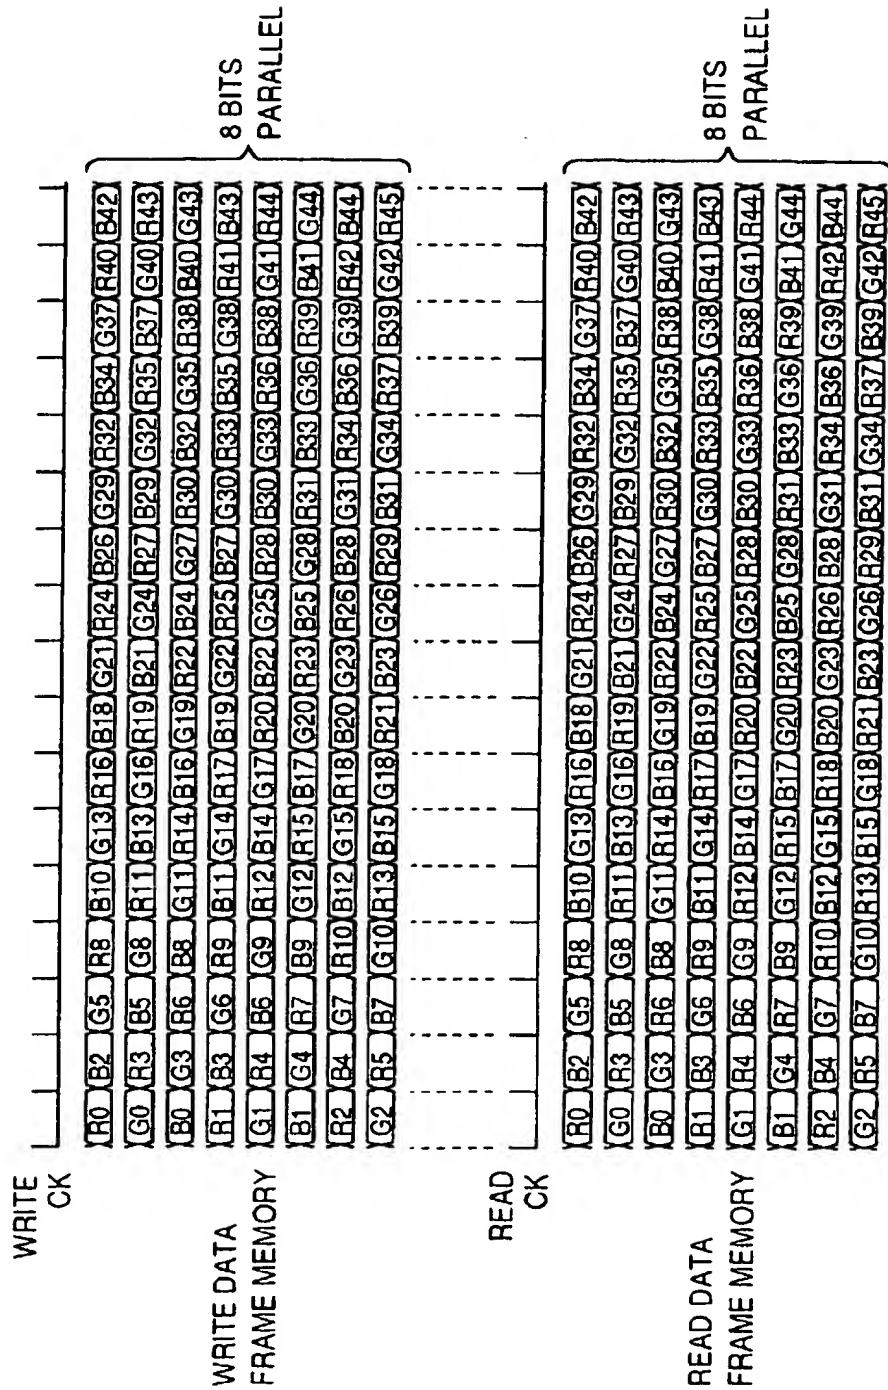 WRITE
CK
WRITE DATA
FRAME MEMORY
R0 B2 G5 R8 B10 G13 R16 B18 G21 R24 B26 G29 R32 B34 G37 R40 B42
G0 R3 B5 G8 R11 B13 G16 R19 B21 G24 R27 B29 G32 R35 B37 G40 R43
B0 G3 R6 B8 G11 R14 B16 G19 R22 B24 G27 R30 B32 G35 R38 B40 G43
R1 B3 G6 R9 B11 G14 R17 B19 G22 R25 B27 G30 R33 B35 G38 R41 B43
G1 R4 B6 G9 R12 B14 G17 R20 B22 G25 R28 B30 G33 R36 B38 G41 R44
B1 G4 R7 B9 G12 R15 B17 G20 R23 B25 G28 R31 B33 G36 R39 B41 G44
R2 B4 G7 R10 B12 G15 R18 B20 G23 R26 B28 G31 R34 B36 G39 R42 B44
G2 R5 B7 G10 R13 B15 G18 R21 B23 G26 R29 B31 G34 R37 B39 G42 R45
8 BITS
PARALLEL
READ
CK
READ DATA
FRAME MEMORY
R0 B2 G5 R8 B10 G13 R16 B18 G21 R24 B26 G29 R32 B34 G37 R40 B42
G0 R3 B5 G8 R11 B13 G16 R19 B21 G24 R27 B29 G32 R35 B37 G40 R43
B0 G3 R6 B8 G11 R14 B16 G19 R22 B24 G27 R30 B32 G35 R38 B40 G43
R1 B3 G6 R9 B11 G14 R17 B19 G22 R25 B27 G30 R33 B35 G38 R41 B43
G1 R4 B6 G9 R12 B14 G17 R20 B22 G25 R28 B30 G33 R36 B38 G41 R44
B1 G4 R7 B9 G12 R15 B17 G20 R23 B25 G28 R31 B33 G36 R39 B41 G44
R2 B4 G7 R10 B12 G15 R18 B20 G23 R26 B28 G31 R34 B36 G39 R42 B44
G2 R5 B7 G10 R13 B15 G18 R21 B23 G26 R29 B31 G34 R37 B39 G42 R45
8 BITS
PARALLEL